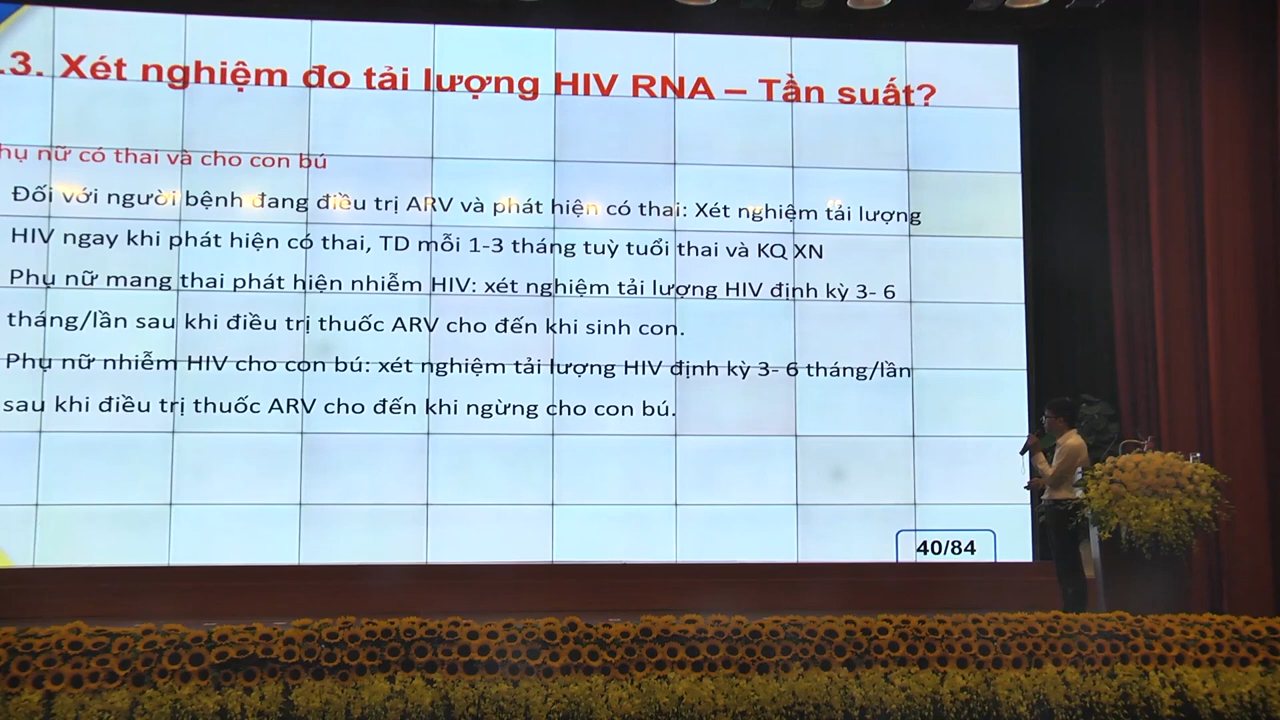 .3. Xét nghiệm đo tải lượng HIV RNA – Tần suất?
hụ nữ có thai và cho con bú
Đối với người bệnh đang điều trị ARV và phát hiện có thai: Xét nghiệm tải lượng
HIV ngay khi phát hiện có thai, TD mỗi 1-3 tháng tuỳ tuổi thai và KQ XN
Phụ nữ mang thai phát hiện nhiễm HIV: xét nghiệm tải lượng HIV định kỳ 3- 6
tháng/lần sau khi điều trị thuốc ARV cho đến khi sinh con.
Phụ nữ nhiễm HIV cho con bú: xét nghiệm tải lượng HIV định kỳ 3- 6 tháng/lần
sau khi điều trị thuốc ARV cho đến khi ngừng cho con bú.
40/84